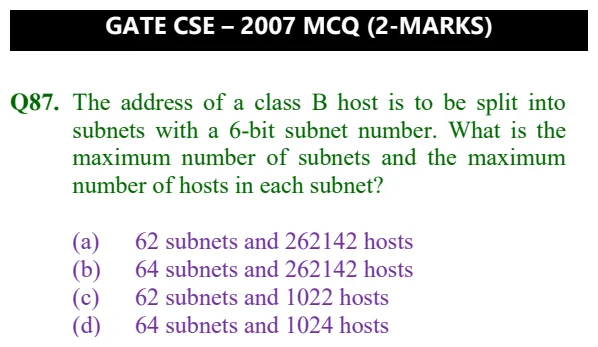 GATE CSE – 2007 MCQ (2-MARKS)
Q87. The address of a class B host is to be split into
subnets with a 6-bit subnet number. What is the
maximum number of subnets and the maximum
number of hosts in each subnet?
(a) 62 subnets and 262142 hosts
(b) 64 subnets and 262142 hosts
(c) 62 subnets and 1022 hosts
(d) 64 subnets and 1024 hosts